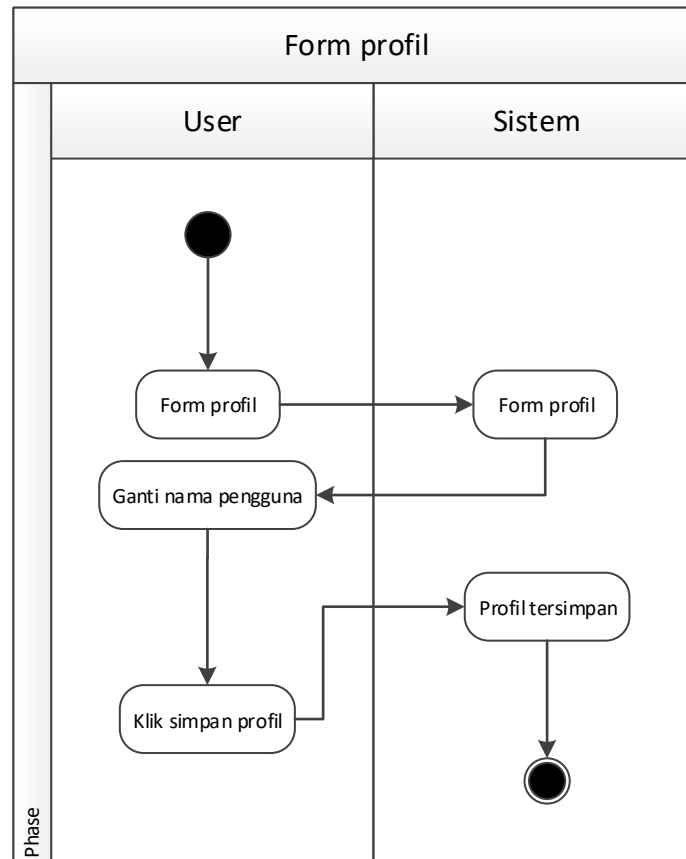 Form profil
User
Sistem
Form profil
Form profil
Ganti nama pengguna
Profil tersimpan
Klik simpan profil
Phase